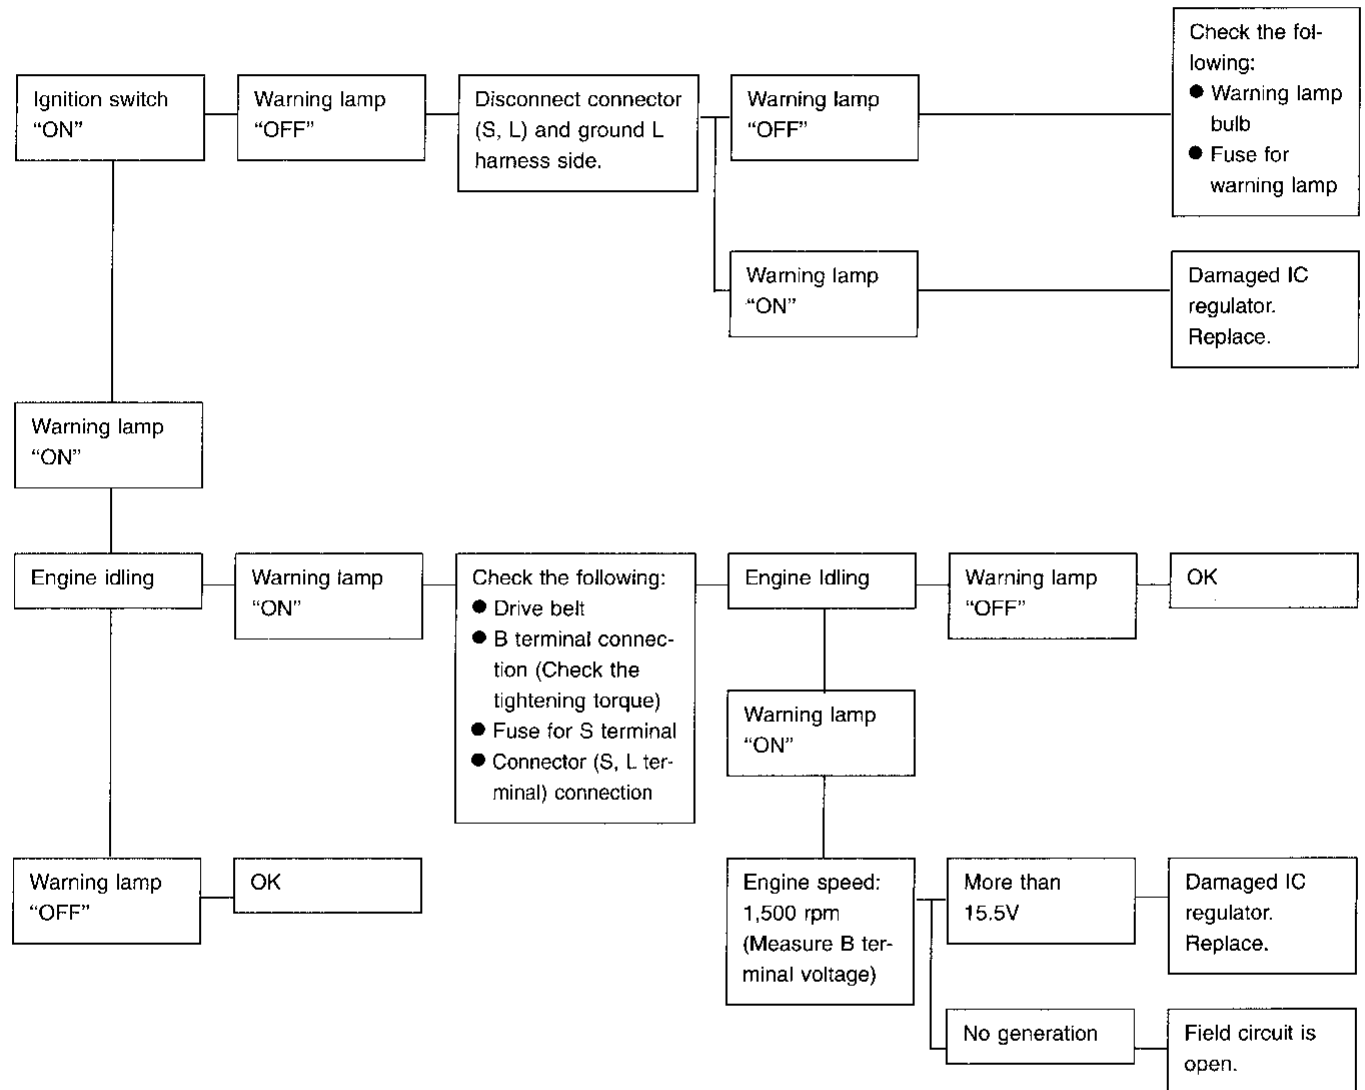 Ignition switch
“ON”
Warning lamp
“OFF”
Disconnect connector
(S, L) and ground L
harness side.
Warning lamp
“OFF”
Check the fol-
lowing:
● Warning lamp
bulb
● Fuse for
warning lamp
Warning lamp
“ON”
Damaged IC
regulator.
Replace.
Warning lamp
“ON”
Engine idling
Warning lamp
“ON”
Check the following:
● Drive belt
● B terminal connec-
tion (Check the
tightening torque)
● Fuse for S terminal
● Connector (S, L ter-
minal) connection
Engine Idling
Warning lamp
“OFF”
OK
Warning lamp
“ON”
Warning lamp
“OFF”
OK
Engine speed:
1,500 rpm
(Measure B ter-
minal voltage)
More than
15.5V
Damaged IC
regulator.
Replace.
No generation
Field circuit is
open.